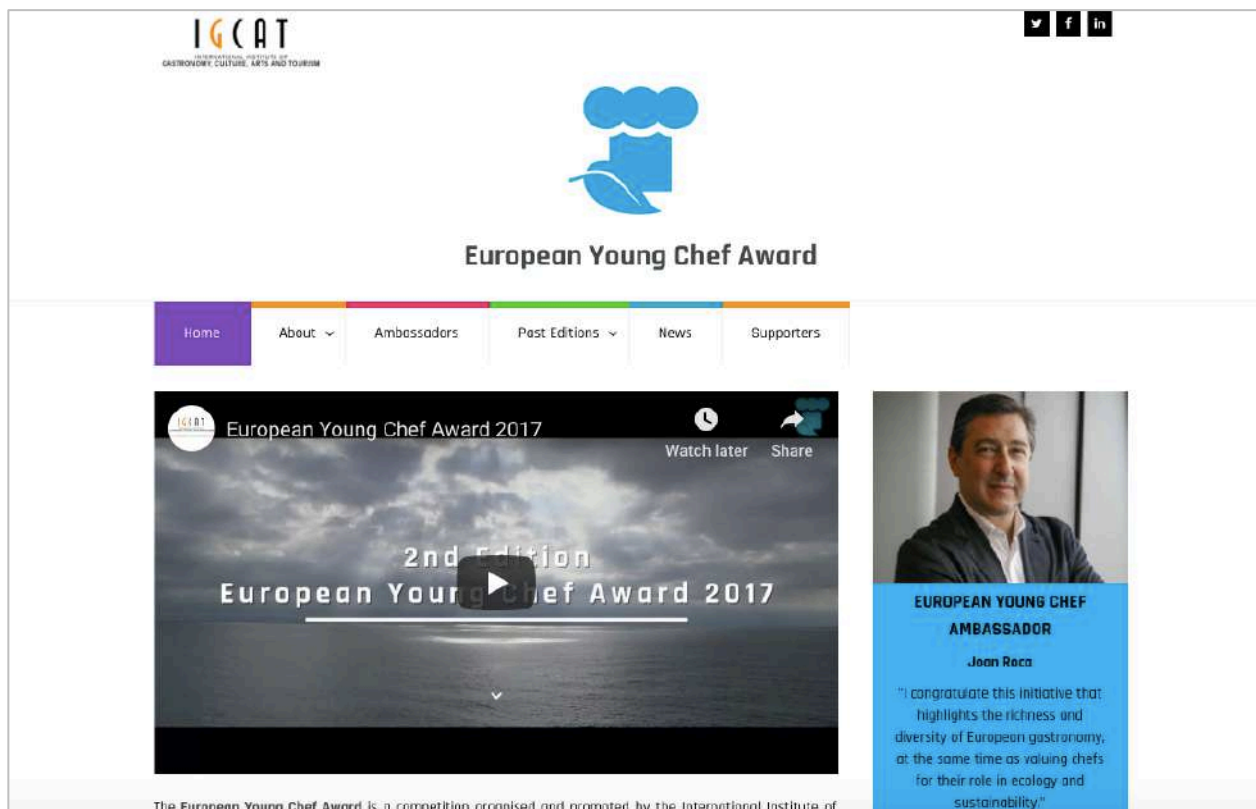 IGCAT
INTERNATIONAL INSTITUTE OF
GASTRONOMY, CULTURE, ARTS AND TOURISM
European Young Chef Award
Home About Ambassadors Past Editions News Supporters
IGCAT European Young Chef Award 2017
Watch later Share
2nd Edition
European Young Chef Award 2017
EUROPEAN YOUNG CHEF
AMBASSADOR
Joan Roca
"I congratulate this initiative that
highlights the richness and
diversity of European gastronomy,
at the same time as valuing chefs
for their role in ecology and
sustainability."
The European Young Chef Award is a competition organised and promoted by the International Institute of